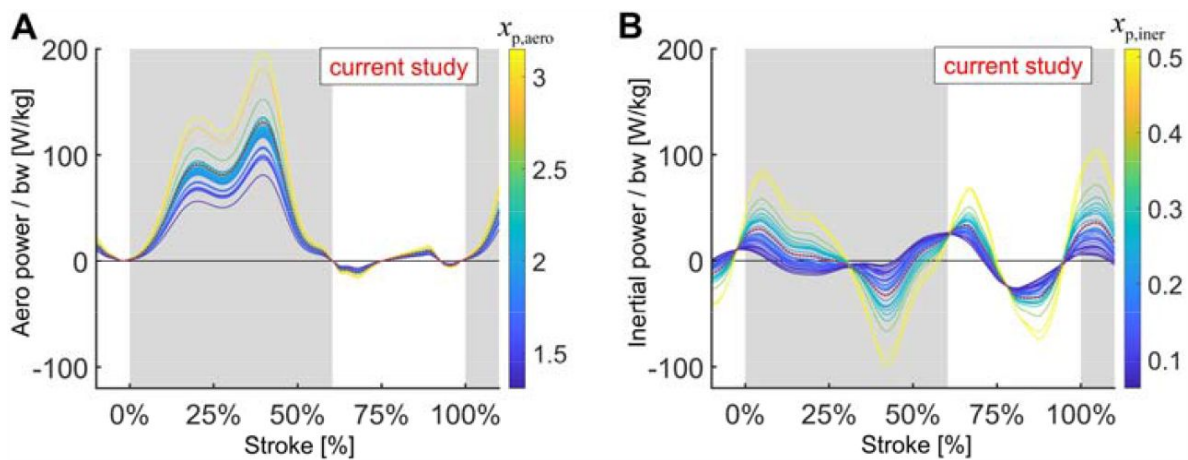 A
x_p,aero
200
100
0
-100
Aero power / bw [W/kg]
current study
0%
25%
50%
75%
100%
Stroke [%]
3
2.5
2
1.5
B
x_p,iner
200
100
0
-100
Inertial power / bw [W/kg]
current study
0%
25%
50%
75%
100%
Stroke [%]
0.5
0.4
0.3
0.2
0.1